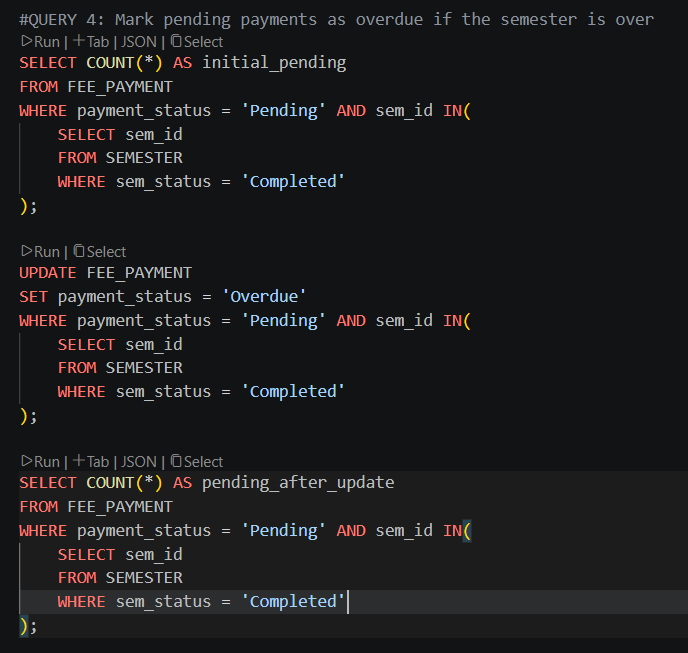 #QUERY 4: Mark pending payments as overdue if the semester is over
Run | +Tab | JSON | Select
SELECT COUNT(*) AS initial_pending
FROM FEE_PAYMENT
WHERE payment_status = 'Pending' AND sem_id IN(
    SELECT sem_id
    FROM SEMESTER
    WHERE sem_status = 'Completed'
);
Run | Select
UPDATE FEE_PAYMENT
SET payment_status = 'Overdue'
WHERE payment_status = 'Pending' AND sem_id IN(
    SELECT sem_id
    FROM SEMESTER
    WHERE sem_status = 'Completed'
);
Run | +Tab | JSON | Select
SELECT COUNT(*) AS pending_after_update
FROM FEE_PAYMENT
WHERE payment_status = 'Pending' AND sem_id IN(
    SELECT sem_id
    FROM SEMESTER
    WHERE sem_status = 'Completed'
);